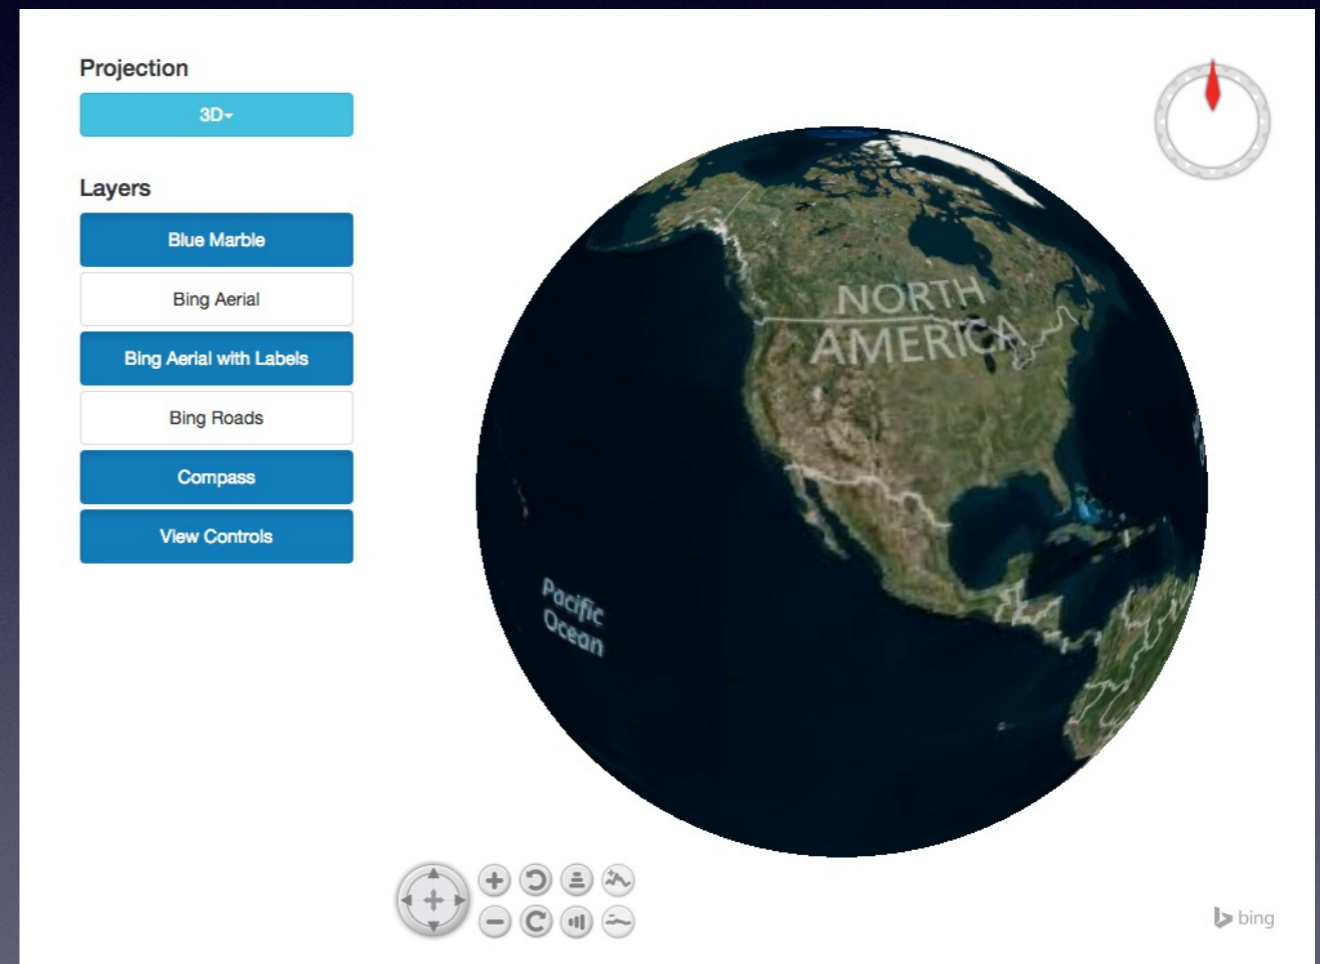 Projection
3D
Layers
Blue Marble
Bing Aerial
Bing Aerial with Labels
Bing Roads
Compass
View Controls
NORTH
AMERICA
Pacific
Ocean
bing